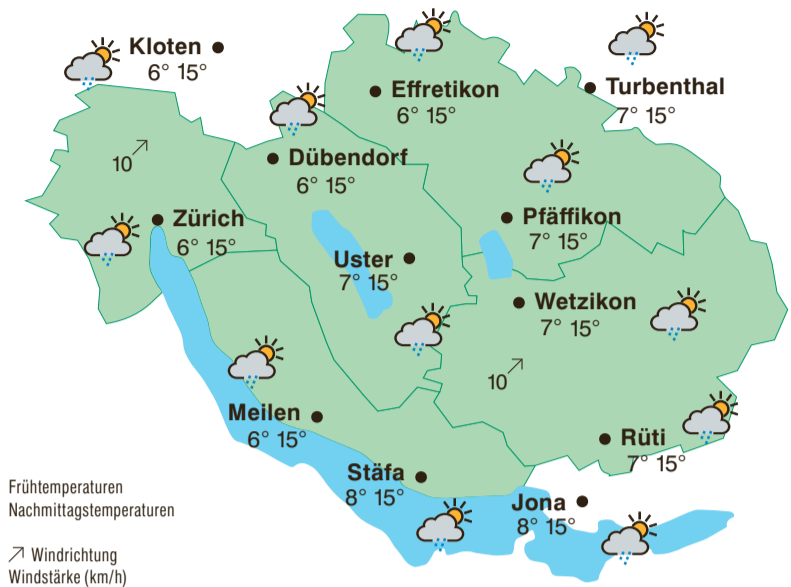 Kloten
6° 15°
Effretikon
6° 15°
Turbenthal
7° 15°
10
Dübendorf
6° 15°
Zürich
6° 15°
Pfäffikon
7° 15°
Uster
7° 15°
Wetzikon
7° 15°
10
Meilen
6° 15°
Rüti
7° 15°
Stäfa
8° 15°
Jona
8° 15°
Frühtemperaturen
Nachmittagstemperaturen
Windrichtung
Windstärke (km/h)